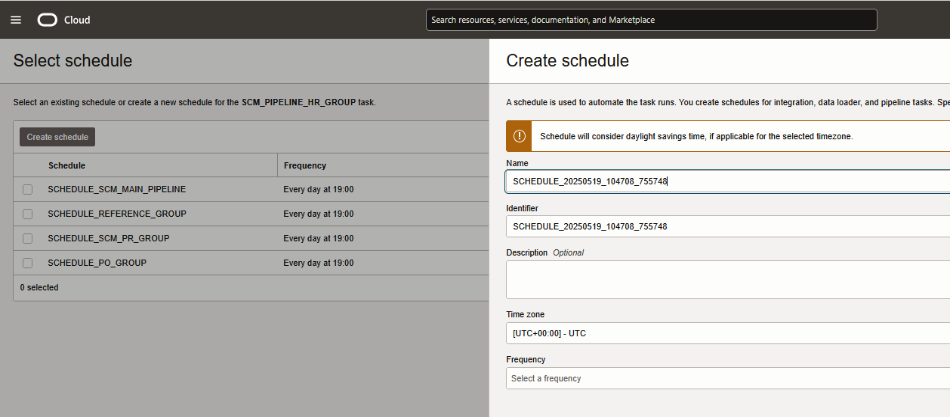 Cloud
Search resources, services, documentation, and Marketplace
Select schedule
Select an existing schedule or create a new schedule for the SCM_PIPELINE_HR_GROUP task.
Create schedule
Schedule Frequency
SCHEDULE_SCM_MAIN_PIPELINE Every day at 19:00
SCHEDULE_REFERENCE_GROUP Every day at 19:00
SCHEDULE_SCM_PR_GROUP Every day at 19:00
SCHEDULE_PO_GROUP Every day at 19:00
0 selected
Create schedule
A schedule is used to automate the task runs. You create schedules for integration, data loader, and pipeline tasks. Spe
Schedule will consider daylight savings time, if applicable for the selected timezone.
Name
SCHEDULE_20250519_104708_755748
Identifier
SCHEDULE_20250519_104708_755748
Description Optional
Time zone
[UTC+00:00] - UTC
Frequency
Select a frequency